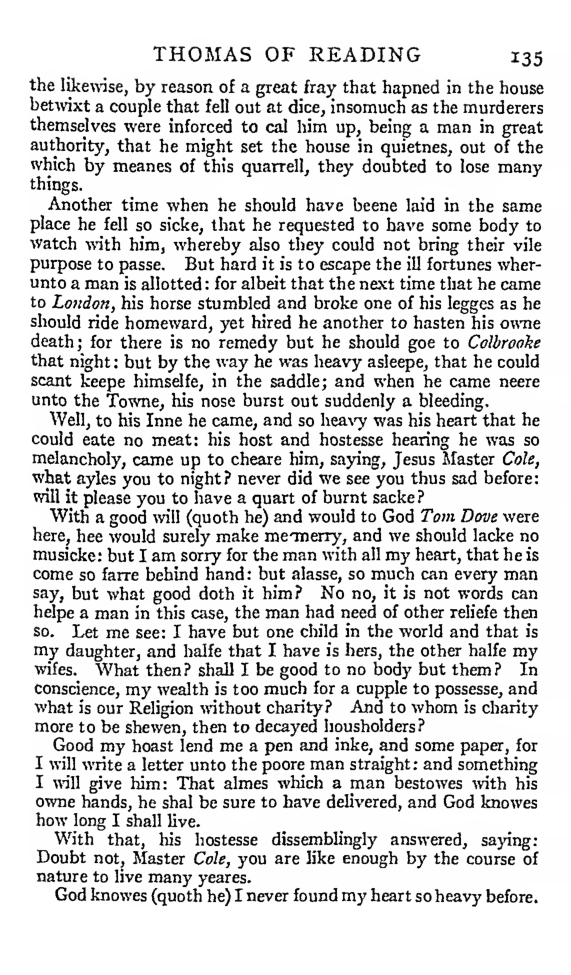 THOMAS OF READING 135
the likewise, by reason of a great fray that hapned in the house
betwixt a couple that fell out at dice, insomuch as the murderers
themselves were inforced to cal him up, being a man in great
authority, that he might set the house in quietnes, out of the
which by meanes of this quarrell, they doubted to lose many
things.
Another time when he should have beene laid in the same
place he fell so sicke, that he requested to have some body to
watch with him, whereby also they could not bring their vile
purpose to passe. But hard it is to escape the ill fortunes wher-
unto a man is allotted: for albeit that the next time that he came
to London, his horse stumbled and broke one of his legges as he
should ride homeward, yet hired he another to hasten his owne
death; for there is no remedy but he should goe to Colbrooke
that night: but by the way he was heavy asleepe, that he could
scant keepe himselfe, in the saddle; and when he came neere
unto the Towne, his nose burst out suddenly a bleeding.
Well, to his Inne he came, and so heavy was his heart that he
could eate no meat: his host and hostesse hearing he was so
melancholy, came up to cheare him, saying, Jesus Master Cole,
what ayles you to night? never did we see you thus sad before:
will it please you to have a quart of burnt sacke?
With a good will (quoth he) and would to God Tom Dove were
here, hee would surely make me merry, and we should lacke no
musicke: but I am sorry for the man with all my heart, that he is
come so farre behind hand: but alasse, so much can every man
say, but what good doth it him? No no, it is not words can
helpe a man in this case, the man had need of other reliefe then
so. Let me see: I have but one child in the world and that is
my daughter, and halfe that I have is hers, the other halfe my
wifes. What then? shall I be good to no body but them? In
conscience, my wealth is too much for a cupple to possesse, and
what is our Religion without charity? And to whom is charity
more to be shewen, then to decayed housholders?
Good my hoast lend me a pen and inke, and some paper, for
I will write a letter unto the poore man straight: and something
I will give him: That almes which a man bestowes with his
owne hands, he shal be sure to have delivered, and God knowes
how long I shall live.
With that, his hostesse dissemblingly answered, saying:
Doubt not, Master Cole, you are like enough by the course of
nature to live many yeares.
God knowes (quoth he) I never found my heart so heavy before.